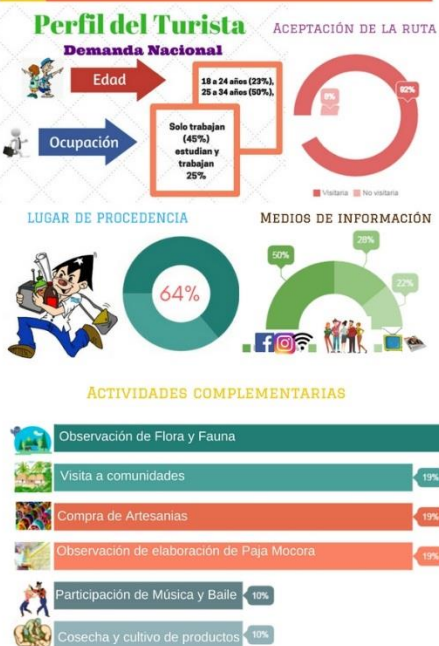 Perfil del Turista
Demanda Nacional
ACEPTACIÓN DE LA RUTA
Edad
18 a 24 años (23%),
25 a 34 años (50%),
Ocupación
Solo trabajan
(45%)
estudian y
trabajan
25%
8%
92%
Visitaria No visitaria
LUGAR DE PROCEDENCIA
64%
MEDIOS DE INFORMACIÓN
50%
28%
22%
ACTIVIDADES COMPLEMENTARIAS
Observación de Flora y Fauna
Visita a comunidades
19%
Compra de Artesanias
19%
Observación de elaboración de Paja Mocora
19%
Participación de Música y Baile
10%
Cosecha y cultivo de productos
10%